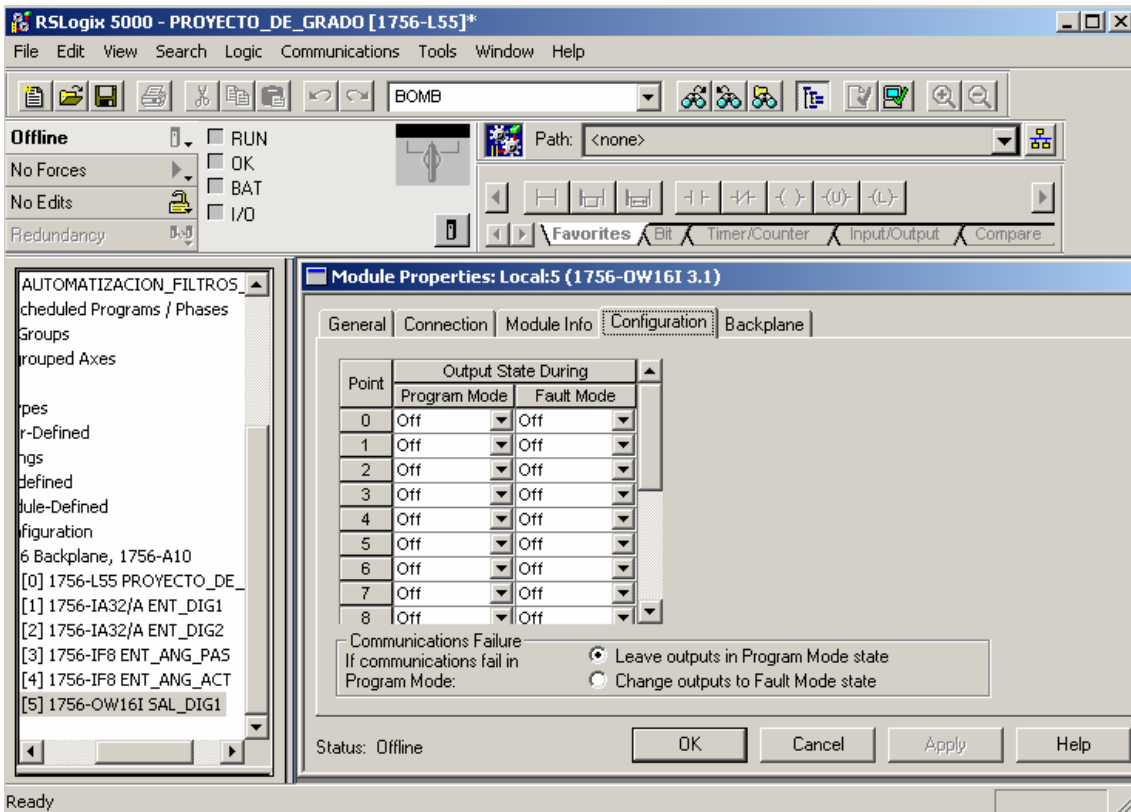 RSLogix 5000 - PROYECTO_DE_GRADO [1756-L55]*
File Edit View Search Logic Communications Tools Window Help
BOMB
Offline
RUN
Path: <none>
No Forces
OK
No Edits
BAT
Redundancy
I/O
Favorites Bit Timer/Counter Input/Output Compare
AUTOMATIZACION_FILTROS_
cheduled Programs / Phases
Groups
rouped Axes
pes
r-Defined
ngs
defined
dule-Defined
figuration
6 Backplane, 1756-A10
[0] 1756-L55 PROYECTO_DE_
[1] 1756-IA32/A ENT_DIG1
[2] 1756-IA32/A ENT_DIG2
[3] 1756-IF8 ENT_ANG_PAS
[4] 1756-IF8 ENT_ANG_ACT
[5] 1756-OW16I SAL_DIG1
Module Properties: Local:5 (1756-OW16I 3.1)
General Connection Module Info Configuration Backplane
Point Output State During
Program Mode Fault Mode
0 Off Off
1 Off Off
2 Off Off
3 Off Off
4 Off Off
5 Off Off
6 Off Off
7 Off Off
8 Off Off
Communications Failure
If communications fail in
Program Mode:
Leave outputs in Program Mode state
Change outputs to Fault Mode state
Status: Offline
OK Cancel Apply Help
Ready